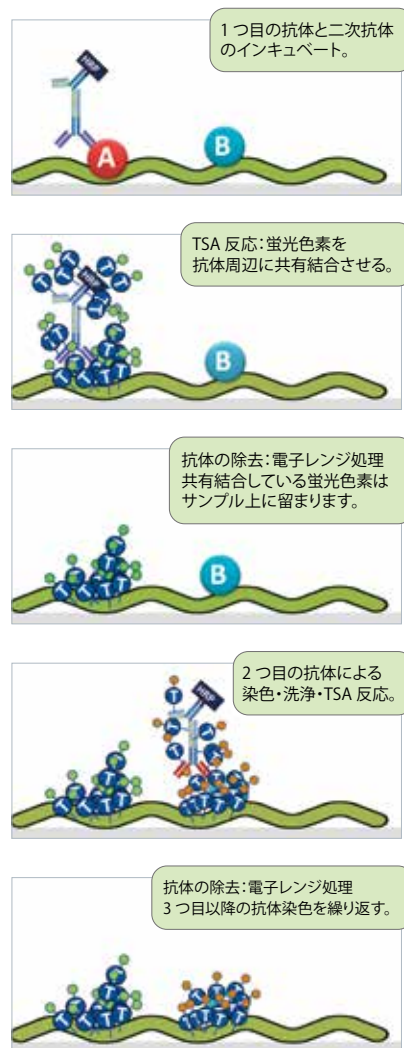 1 つ目の抗体と二次抗体
のインキュベート。
HRP
A
B
TSA 反応：蛍光色素を
抗体周辺に共有結合させる。
T
T
T
HRP
T
T
T
T
T
T
T
T
T
B
抗体の除去：電子レンジ処理
共有結合している蛍光色素は
サンプル上に留まります。
T
T
T
T
T
T
T
B
2 つ目の抗体による
染色・洗浄・TSA 反応。
T
HRP
T
T
T
T
T
T
T
T
T
T
T
T
抗体の除去：電子レンジ処理
3 つ目以降の抗体染色を繰り返す。
T
T
T
T
T
T
T
T
T
T
T